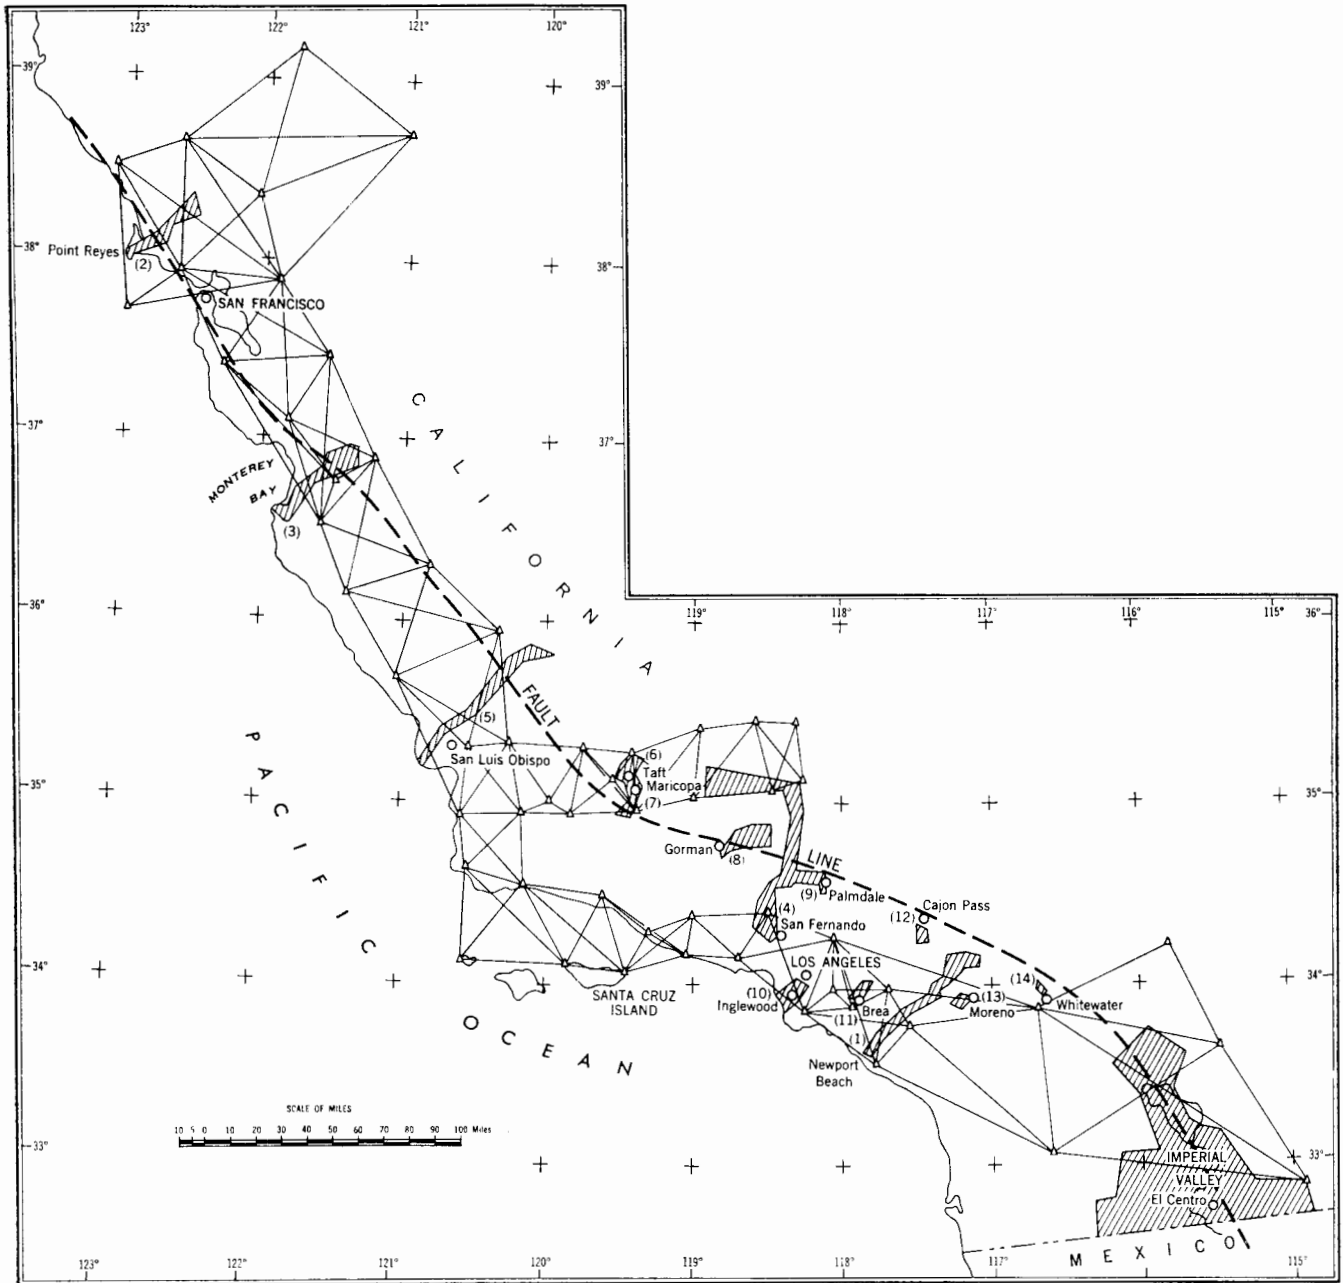 123° 122° 121° 120°
39° 39°
Point Reyes
38° 38°
(2)
SAN FRANCISCO
CALIFORNIA
37° 37°
MONTEREY
BAY
(3)
36°
119° 118° 117° 116° 115° 36°
FAULT
(5)
San Luis Obispo
(6)
Taft
Maricopa
(7)
35° 35°
PACIFIC
Gorman
(8)
LINE
(9)
Palmdale
Cajon Pass
(12)
(4)
San Fernando
34° 34°
LOS ANGELES
(14)
(10)
Inglewood
SANTA CRUZ
ISLAND
Brea
(11)
(13)
Moreno
Whitewater
OCEAN
(1)
Newport
Beach
SCALE OF MILES
10 5 0 10 20 30 40 50 60 70 80 90 100 Miles
33° 33°
IMPERIAL
VALLEY
El Centro
MEXICO
123° 122° 121° 120° 119° 118° 117° 116° 115°